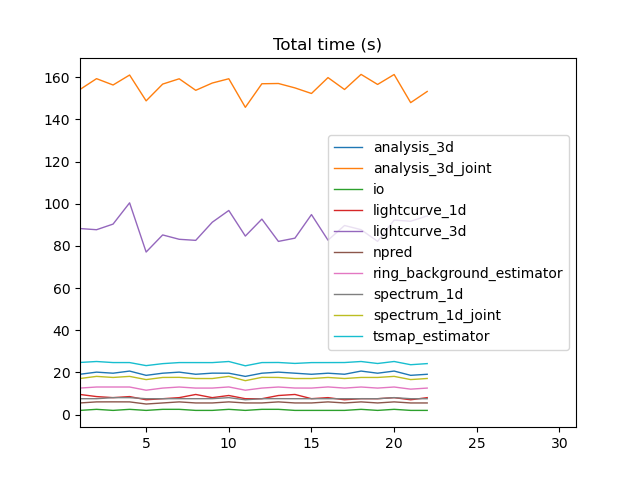 Total time (s)
160
140
120
100
80
60
40
20
0
analysis_3d
analysis_3d_joint
io
lightcurve_1d
lightcurve_3d
npred
ring_background_estimator
spectrum_1d
spectrum_1d_joint
tsmap_estimator
5 10 15 20 25 30